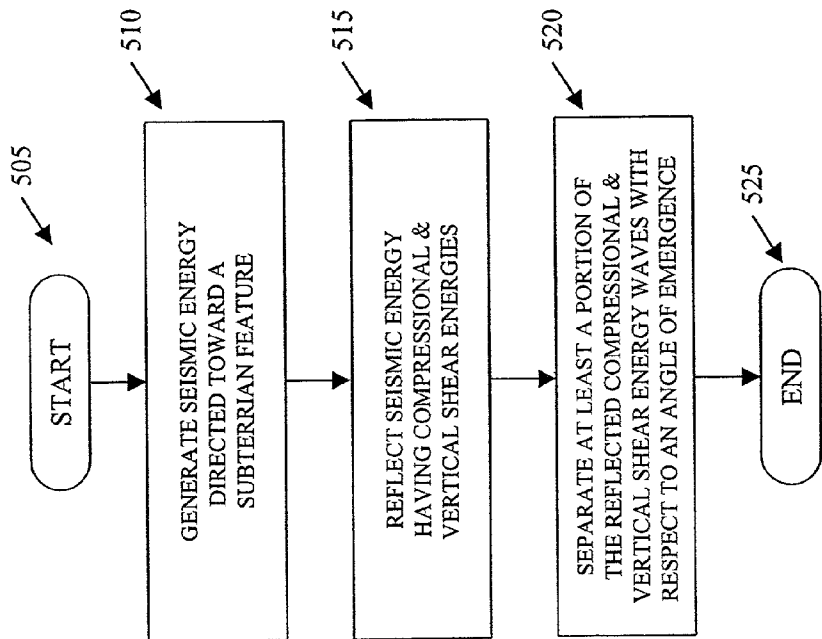 START
505
GENERATE SEISMIC ENERGY
DIRECTED TOWARD A
SUBTERRIAN FEATURE
510
REFLECT SEISMIC ENERGY
HAVING COMPRESSIONAL &
VERTICAL SHEAR ENERGIES
515
SEPARATE AT LEAST A PORTION OF
THE REFLECTED COMPRESSIONAL &
VERTICAL SHEAR ENERGY WAVES WITH
RESPECT TO AN ANGLE OF EMERGENCE
520
END
525